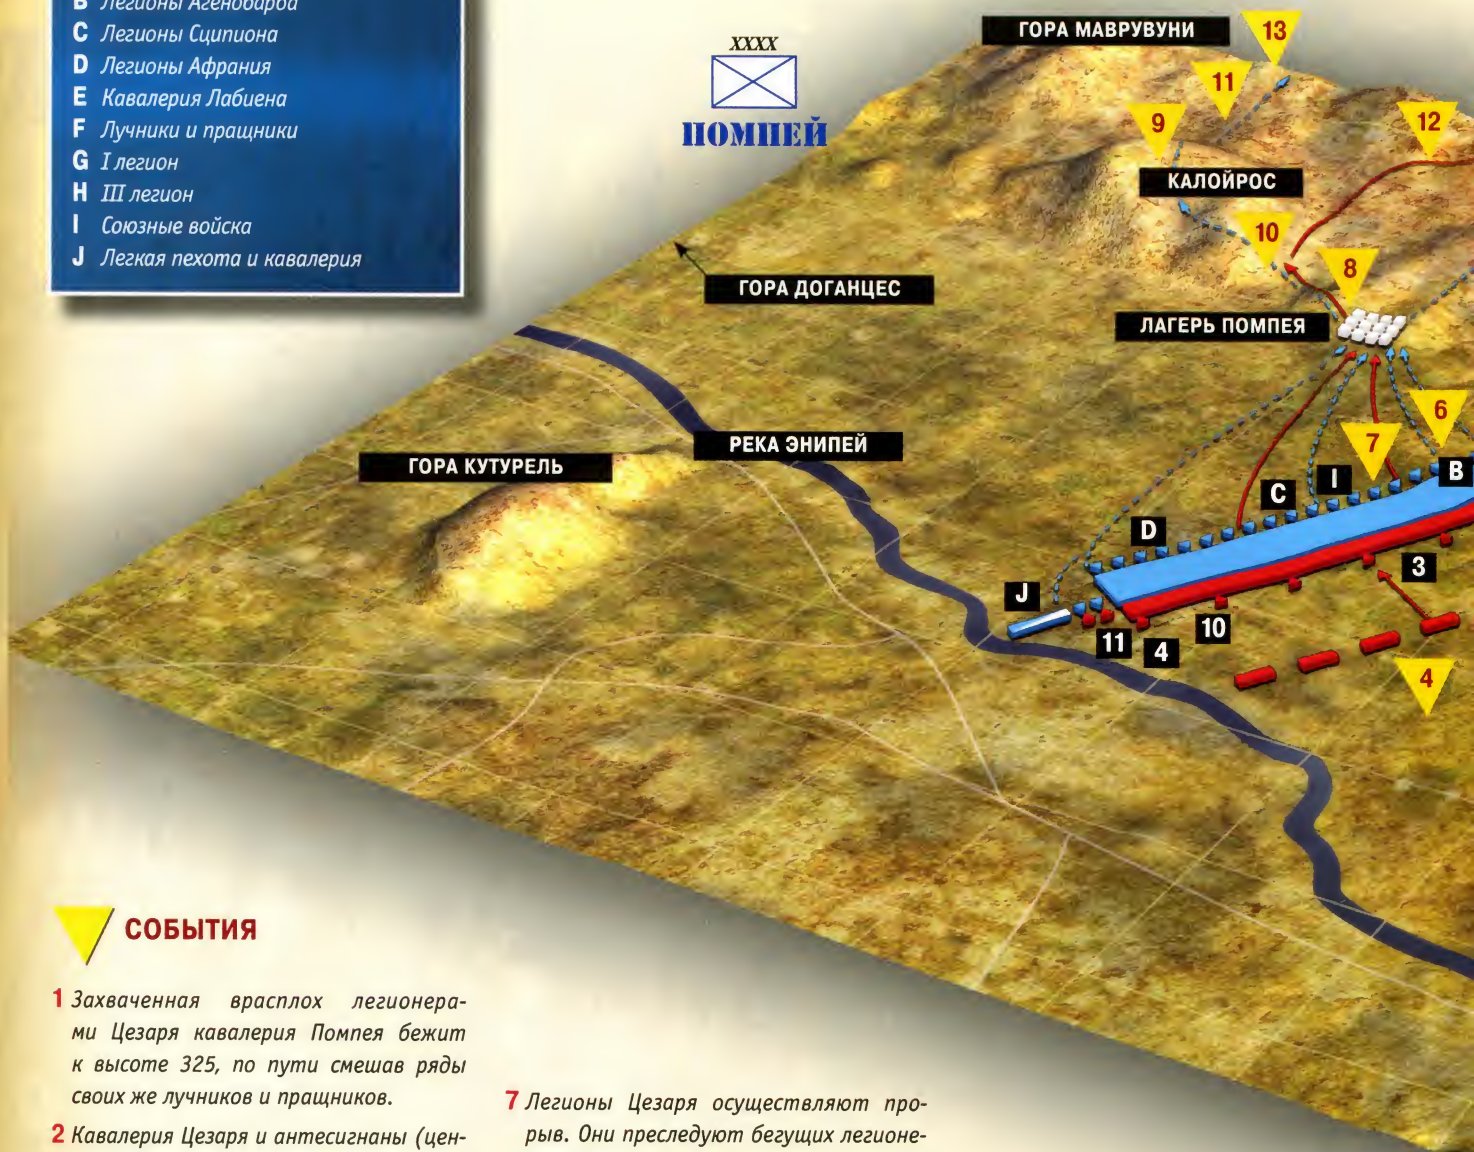 B Легионы Агенобарба
C Легионы Сципиона
D Легионы Афрания
E Кавалерия Лабиена
F Лучники и пращники
G I легион
H III легион
I Союзные войска
J Легкая пехота и кавалерия
XXXX
ПОМПЕЙ
ГОРА МАВРУВУНИ
13
11
9
12
КАЛОЙРОС
10
8
ГОРА ДОГАНЦЕС
ЛАГЕРЬ ПОМПЕЯ
6
7
РЕКА ЭНИПЕЙ
ГОРА КУТУРЕЛЬ
B
I
C
D
3
J
10
11
4
4
СОБЫТИЯ
1 Захваченная врасплох легионера-
ми Цезаря кавалерия Помпея бежит
к высоте 325, по пути смешав ряды
своих же лучников и пращников.
2 Кавалерия Цезаря и антесигнаны (цен-
7 Легионы Цезаря осуществляют про-
рыв. Они преследуют бегущих легионе-